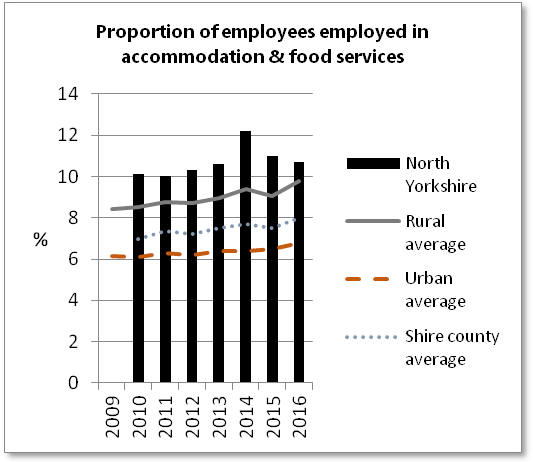 Proportion of employees employed in
accommodation & food services
14
12
10
8
6
4
2
0
%
2009
2010
2011
2012
2013
2014
2015
2016
North
Yorkshire
Rural
average
Urban
average
Shire county
average